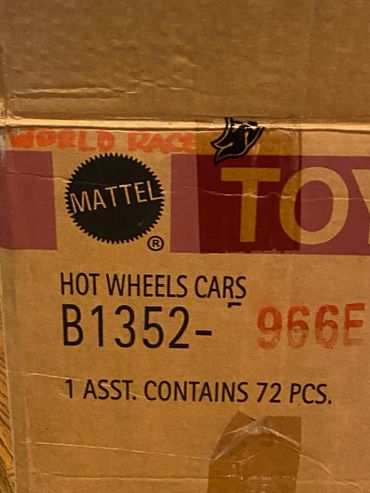 WORLD RACE
MATTEL
®
TOY
HOT WHEELS CARS
B1352- 966E
1 ASST. CONTAINS 72 PCS.